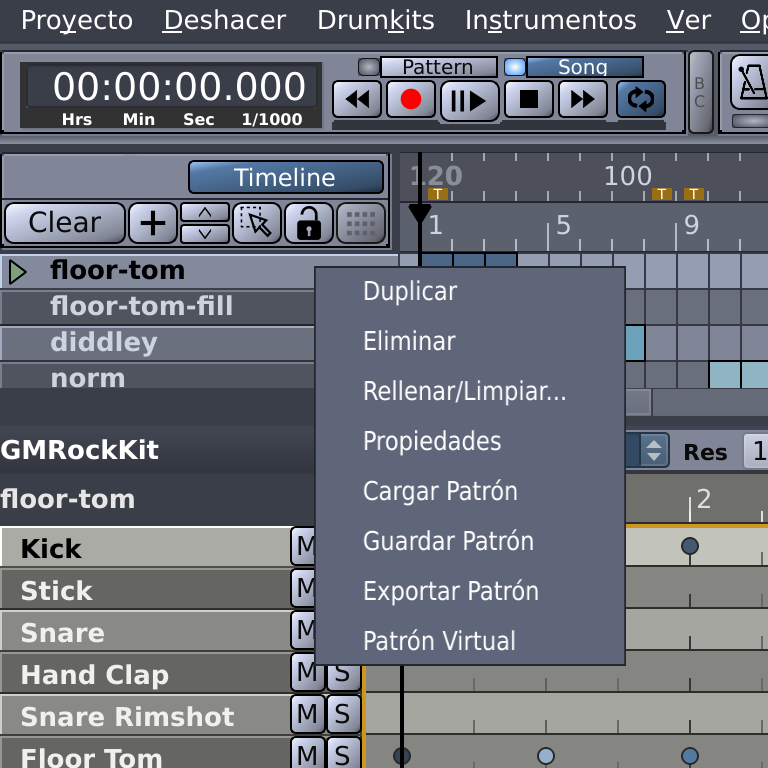 Proyecto Deshacer Drumkits Instrumentos Ver Op
00:00:00.000
Hrs Min Sec 1/1000
Pattern Song
B
C
Timeline
120 100
T T T
Clear
1 5 9
floor-tom
floor-tom-fill
diddley
norm
Duplicar
Eliminar
Rellenar/Limpiar...
Propiedades
Cargar Patrón
Guardar Patrón
Exportar Patrón
Patrón Virtual
GMRockKit
Res 1
floor-tom
2
Kick M
Stick M
Snare M
Hand Clap M S
Snare Rimshot M S
Floor Tom M S